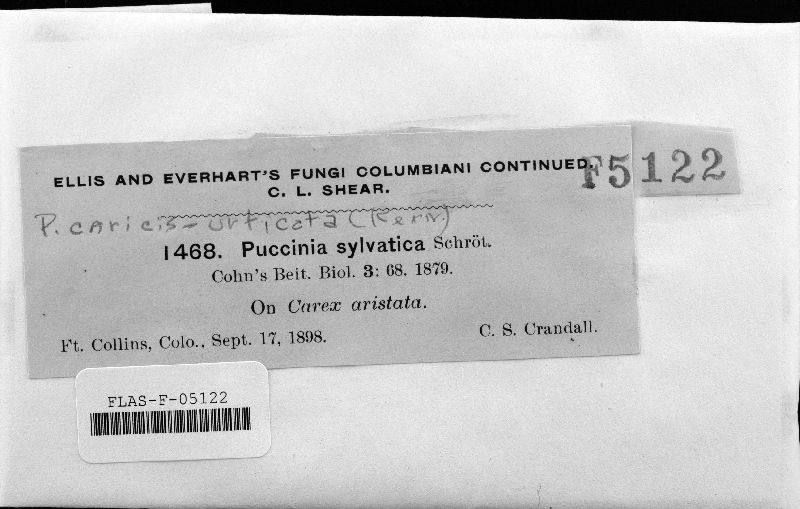 ELLIS AND EVERHART'S FUNGI COLUMBIANI CONTINUED.
F5122
C. L. SHEAR.
P. caricis-urticata (Kern)
1468. Puccinia sylvatica Schröt.
Cohn's Beit. Biol. 3: 68. 1879.
On Carex aristata.
Ft. Collins, Colo., Sept. 17, 1898.
C. S. Crandall.
FLAS-F-05122